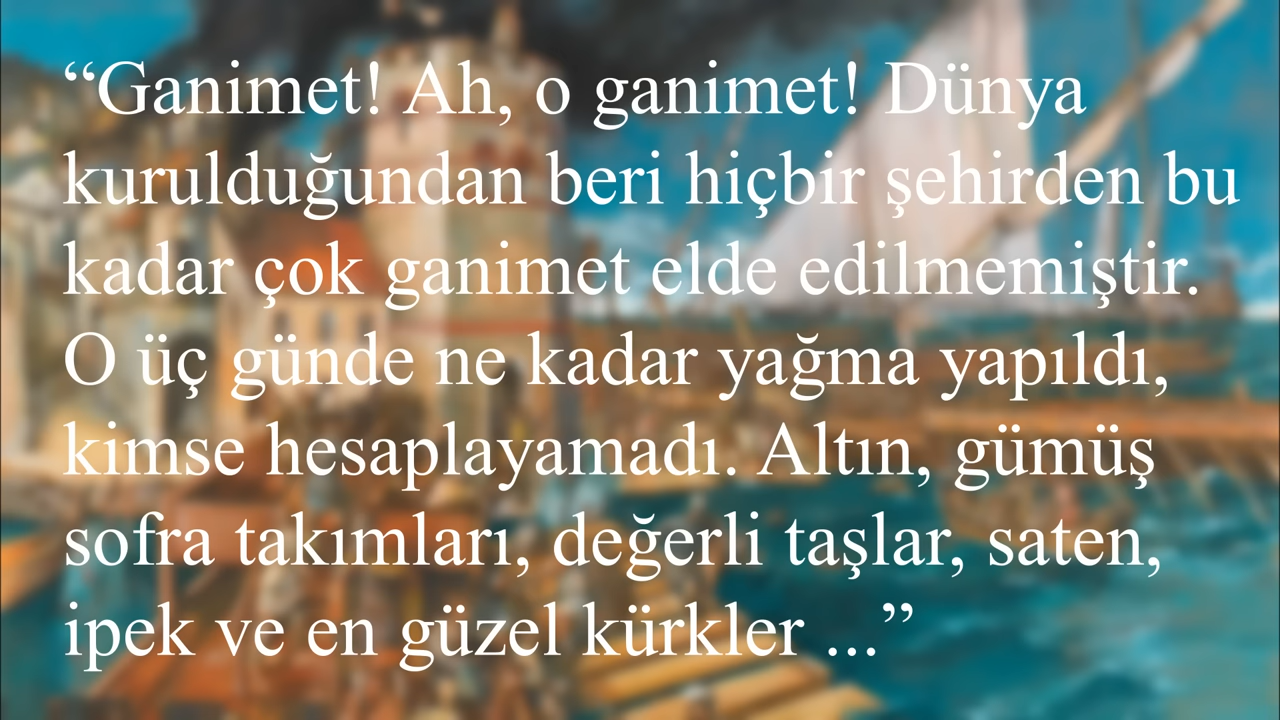 “Ganimet! Ah, o ganimet! Dünya
kurulduğundan beri hiçbir şehirden bu
kadar çok ganimet elde edilmemiştir.
O üç günde ne kadar yağma yapıldı,
kimse hesaplayamadı. Altın, gümüş
sofra takımları, değerli taşlar, saten,
ipek ve en güzel kürkler ...”